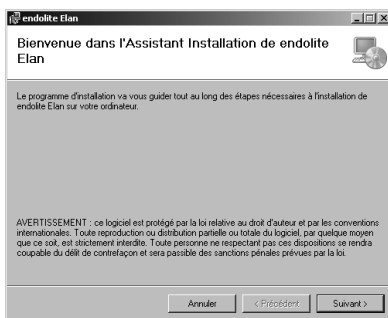 endolite Elan
Bienvenue dans l'Assistant Installation de endolite
Elan
Le programme d'installation va vous guider tout au long des étapes nécessaires à l'installation de
endolite Elan sur votre ordinateur.
AVERTISSEMENT : ce logiciel est protégé par la loi relative au droit d'auteur et par les conventions
internationales. Toute reproduction ou distribution partielle ou totale du logiciel, par quelque moyen
que ce soit, est strictement interdite. Toute personne ne respectant pas ces dispositions se rendra
coupable du délit de contrefaçon et sera passible des sanctions pénales prévues par la loi.
Annuler < Précédent Suivant >